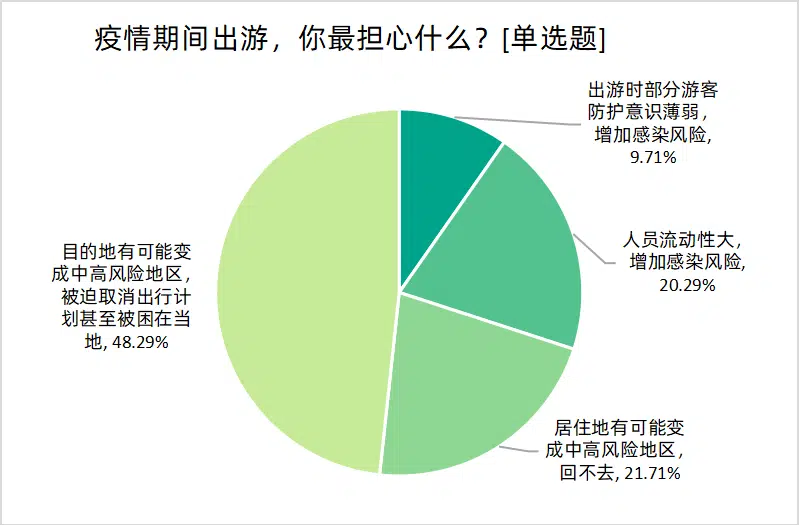 疫情期间出游，你最担心什么？[单选题]
出游时部分游客
防护意识薄弱，
增加感染风险,
9.71%
人员流动性大，
增加感染风险,
20.29%
目的地有可能变
成中高风险地区，
被迫取消出行计
划甚至被困在当
地, 48.29%
居住地有可能变
成中高风险地区，
回不去, 21.71%